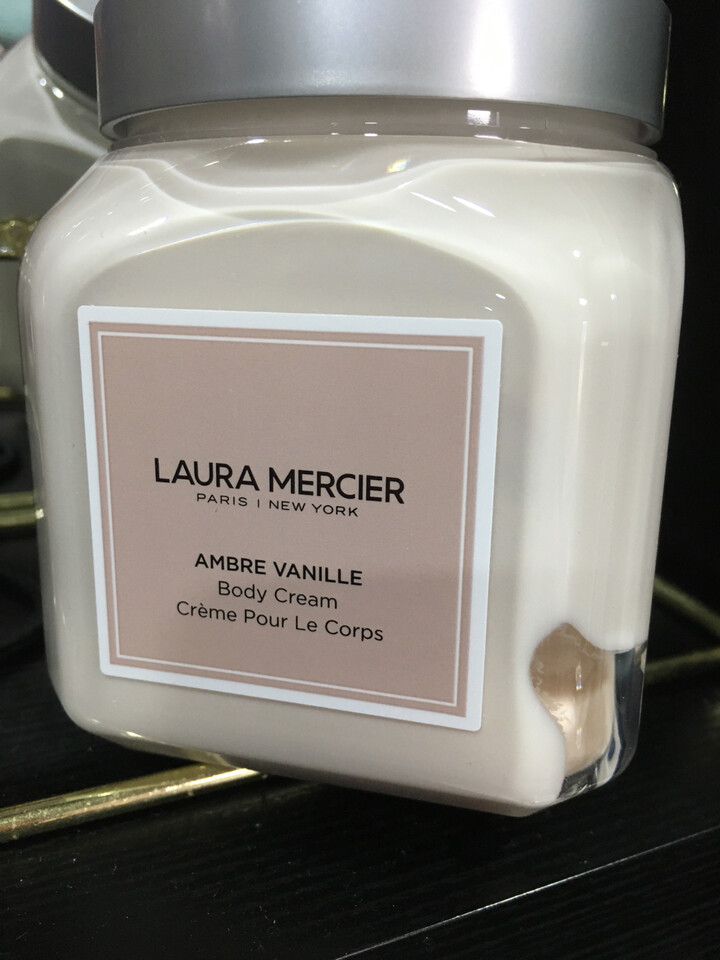 LAURA MERCIER
PARIS | NEW YORK
AMBRE VANILLE
Body Cream
Crème Pour Le Corps